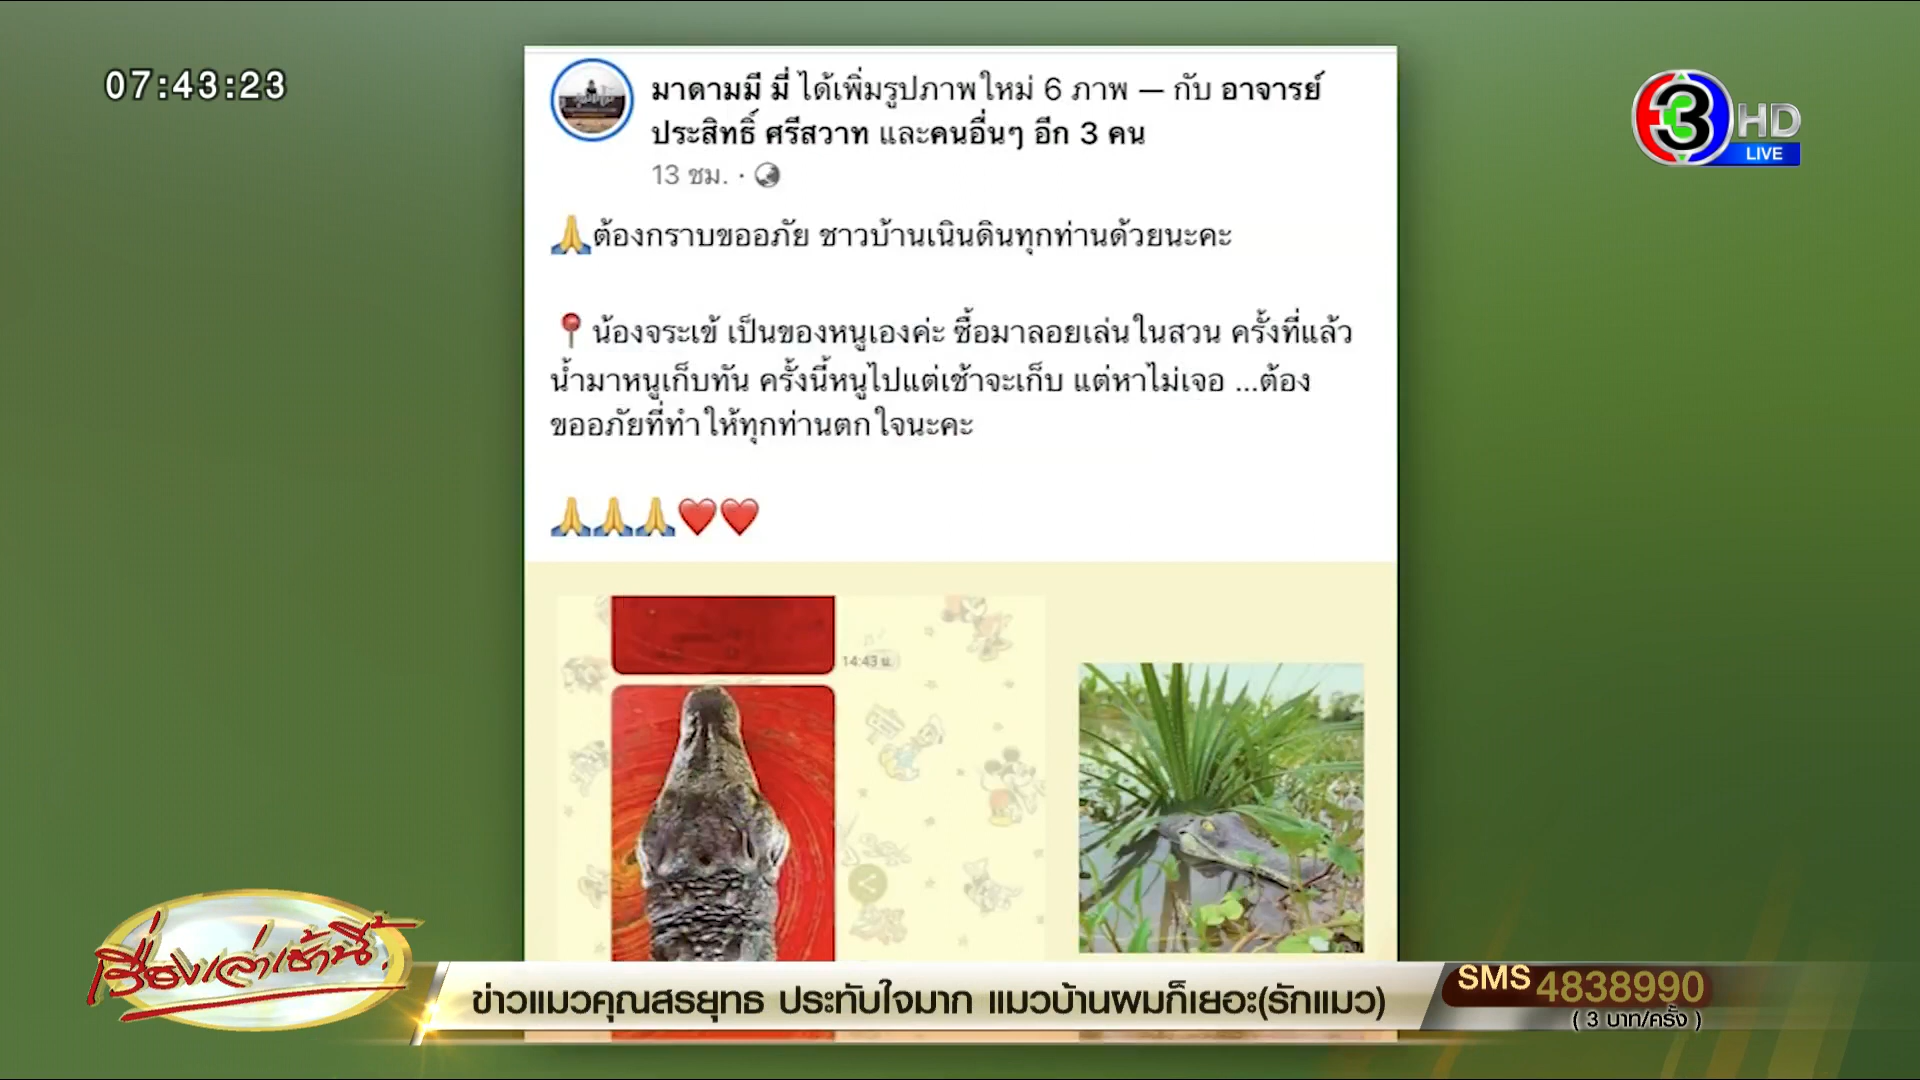 07:43:23
3 HD
LIVE
มาดามมี มี่ ได้เพิ่มรูปภาพใหม่ 6 ภาพ — กับ อาจารย์
ประสิทธิ์ ศรีสวาท และคนอื่นๆ อีก 3 คน
13 ชม. ·
🙏ต้องกราบขออภัย ชาวบ้านเนินดินทุกท่านด้วยนะคะ
📍น้องจระเข้ เป็นของหนูเองค่ะ ซื้อมาลอยเล่นในสวน ครั้งที่แล้ว
น้ำมาหนูเก็บทัน ครั้งนี้หนูไปแต่เช้าจะเก็บ แต่หาไม่เจอ ...ต้อง
ขออภัยที่ทำให้ทุกท่านตกใจนะคะ
🙏🙏🙏❤️❤️
14:43 น.
เรื่องเล่าเช้านี้
ข่าวแมวคุณสรยุทธ ประทับใจมาก แมวบ้านผมก็เยอะ(รักแมว)
SMS 4838990
( 3 บาท/ครั้ง )